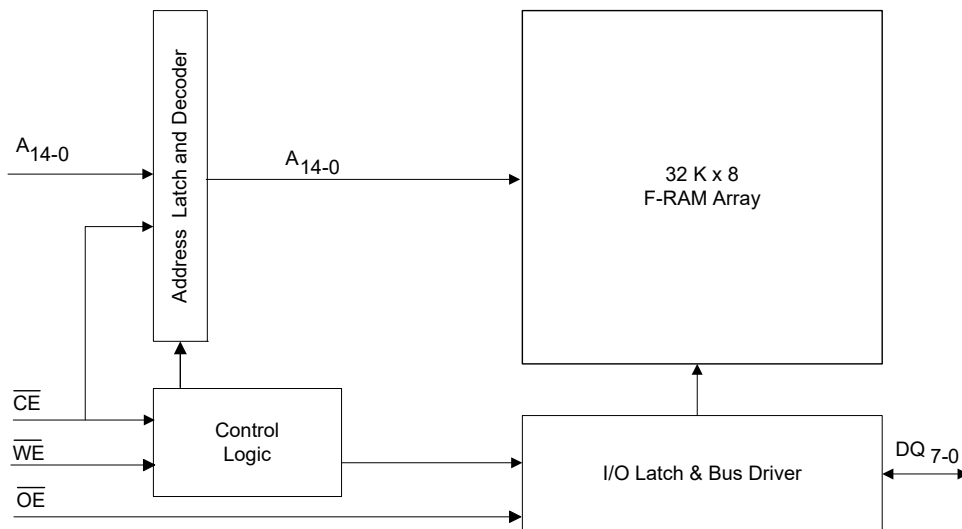 Address Latch and Decoder
A14-0
A14-0
32 K x 8
F-RAM Array
CE
WE
OE
Control
Logic
I/O Latch & Bus Driver
DQ 7-0